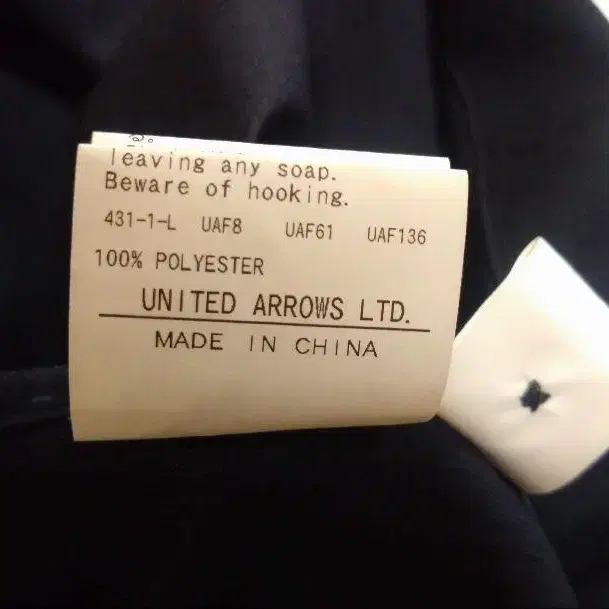 leaving any soap.
Beware of hooking.
431-1-L UAF8 UAF61 UAF136
100% POLYESTER
UNITED ARROWS LTD.
MADE IN CHINA